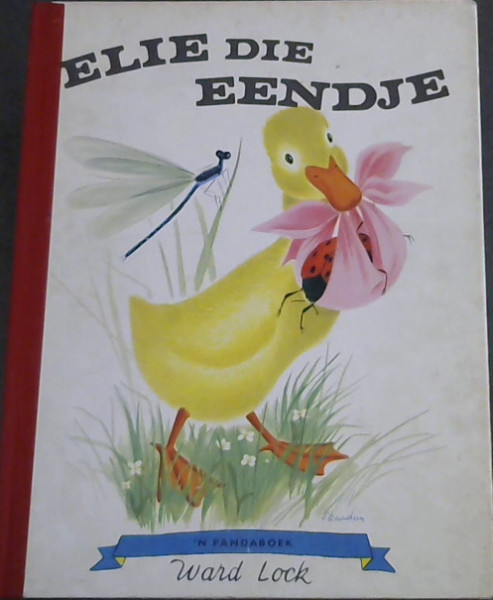 ELIE DIE
EENDJE
'N PANDABOEK
Ward Lock